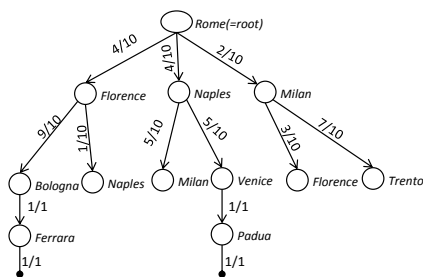 Rome(=root)
4/10 4/10 2/10
Florence Naples Milan
9/10 1/10 5/10 5/10 3/10 7/10
Bologna Naples Milan Venice Florence Trento
1/1 1/1
Ferrara Padua
1/1 1/1